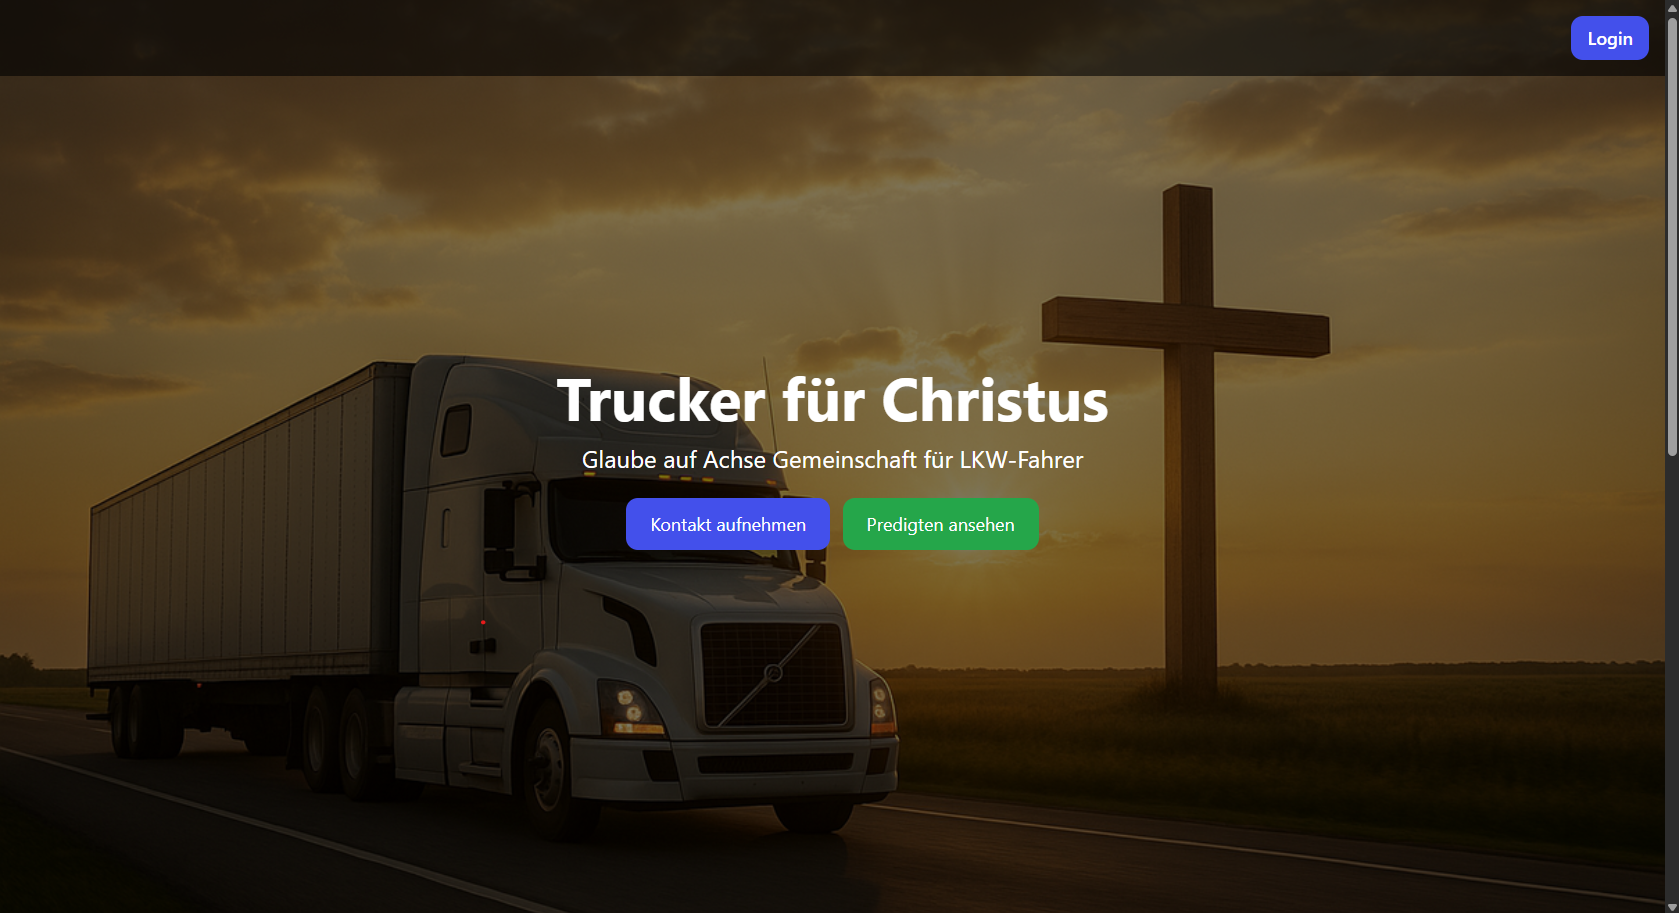 Login
Trucker für Christus
Glaube auf Achse Gemeinschaft für LKW-Fahrer
Kontakt aufnehmen
Predigten ansehen